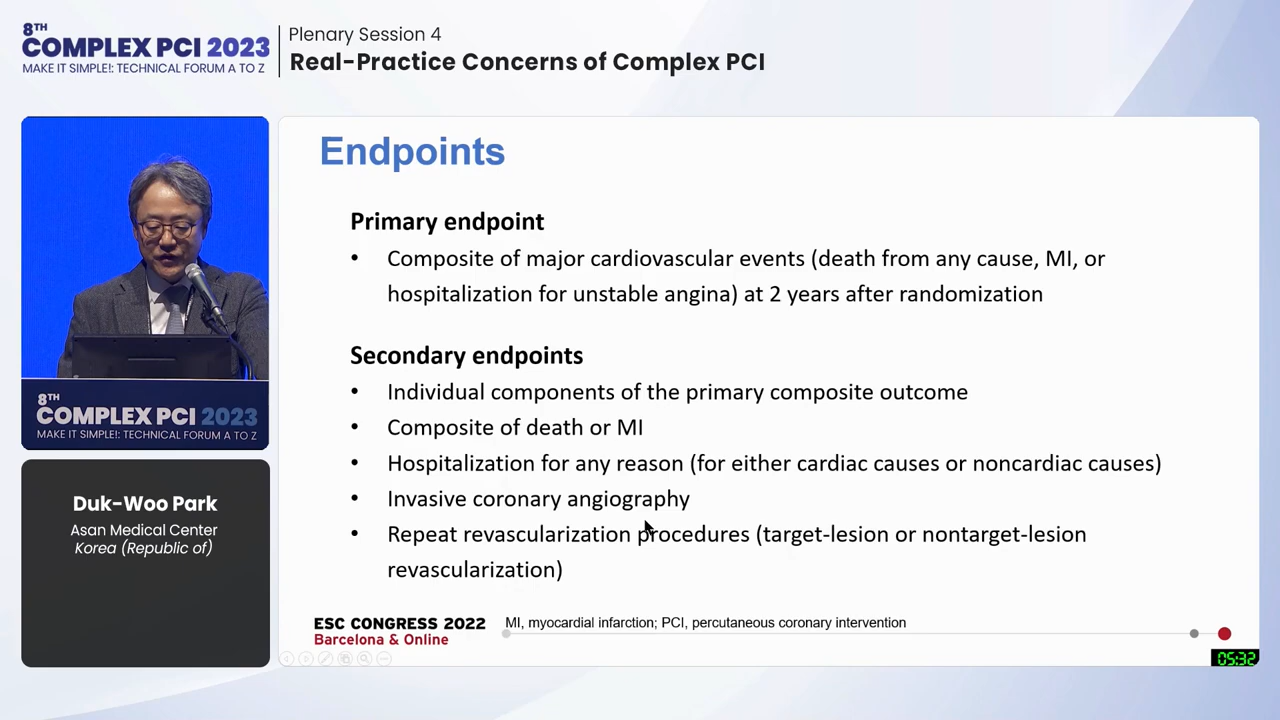 8TH
COMPLEX PCI 2023
MAKE IT SIMPLE!: TECHNICAL FORUM A TO Z
Plenary Session 4
Real-Practice Concerns of Complex PCI
Endpoints
Primary endpoint
• Composite of major cardiovascular events (death from any cause, MI, or
hospitalization for unstable angina) at 2 years after randomization
Secondary endpoints
• Individual components of the primary composite outcome
• Composite of death or MI
• Hospitalization for any reason (for either cardiac causes or noncardiac causes)
• Invasive coronary angiography
• Repeat revascularization procedures (target-lesion or nontarget-lesion
revascularization)
ESC CONGRESS 2022
Barcelona & Online
MI, myocardial infarction; PCI, percutaneous coronary intervention
05:32
8TH
COMPLEX PCI 2023
MAKE IT SIMPLE!: TECHNICAL FORUM A TO Z
Duk-Woo Park
Asan Medical Center
Korea (Republic of)